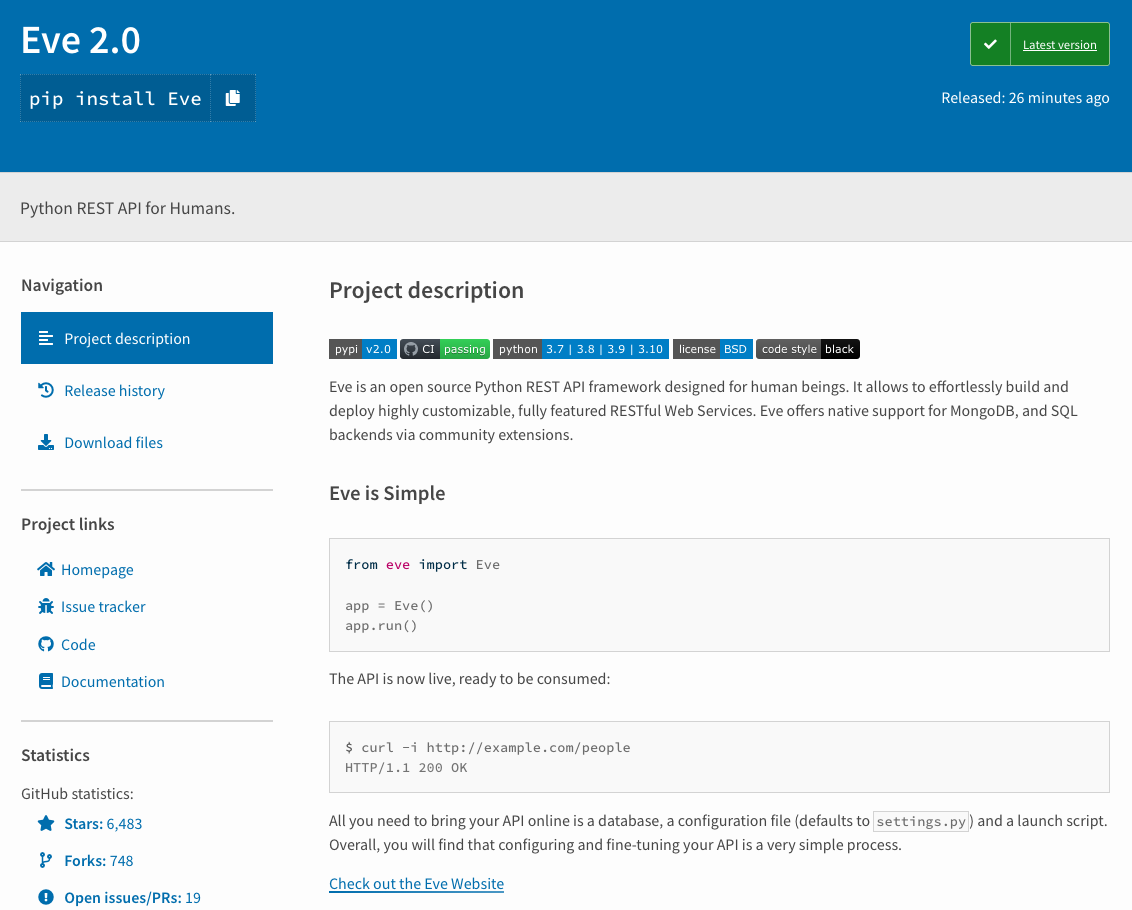 Eve 2.0
Latest version
pip install Eve
Released: 26 minutes ago
Python REST API for Humans.
Navigation
Project description
Release history
Download files
Project links
Homepage
Issue tracker
Code
Documentation
Statistics
GitHub statistics:
Stars: 6,483
Forks: 748
Open issues/PRs: 19
Project description
pypi v2.0 CI passing python 3.7 | 3.8 | 3.9 | 3.10 license BSD code style black
Eve is an open source Python REST API framework designed for human beings. It allows to effortlessly build and
deploy highly customizable, fully featured RESTful Web Services. Eve offers native support for MongoDB, and SQL
backends via community extensions.
Eve is Simple
from eve import Eve
app = Eve()
app.run()
The API is now live, ready to be consumed:
$ curl -i http://example.com/people
HTTP/1.1 200 OK
All you need to bring your API online is a database, a configuration file (defaults to settings.py) and a launch script.
Overall, you will find that configuring and fine-tuning your API is a very simple process.
Check out the Eve Website